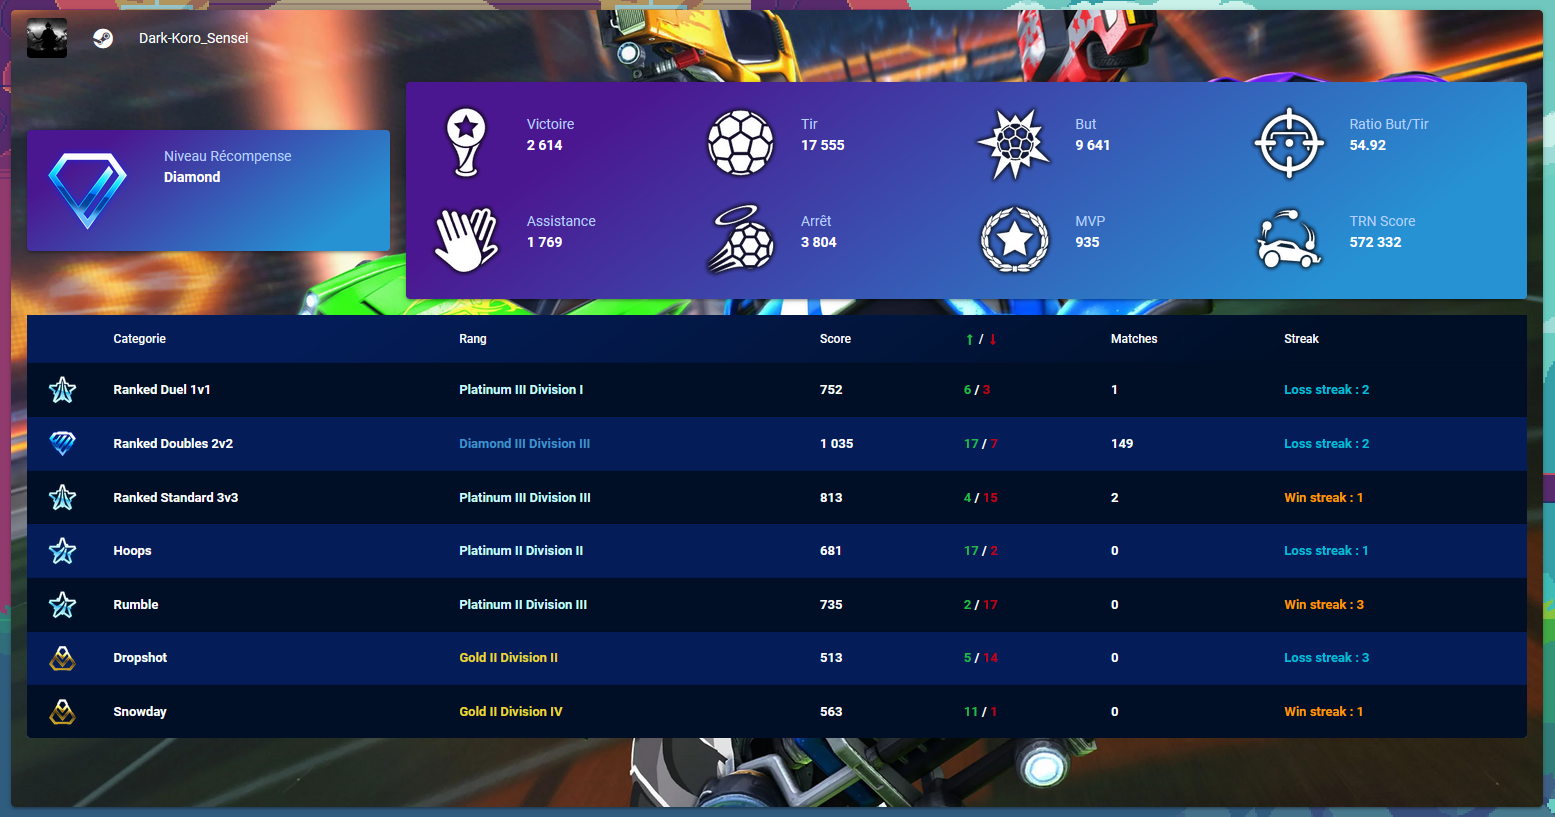 Dark-Koro_Sensei
Niveau Récompense
Diamond
Victoire
2 614
Tir
17 555
But
9 641
Ratio But/Tir
54.92
Assistance
1 769
Arrêt
3 804
MVP
935
TRN Score
572 332
Categorie Rang Score ↑ / ↓ Matches Streak
Ranked Duel 1v1 Platinum III Division I 752 6 / 3 1 Loss streak : 2
Ranked Doubles 2v2 Diamond III Division III 1 035 17 / 7 149 Loss streak : 2
Ranked Standard 3v3 Platinum III Division III 813 4 / 15 2 Win streak : 1
Hoops Platinum II Division II 681 17 / 2 0 Loss streak : 1
Rumble Platinum II Division III 735 2 / 17 0 Win streak : 3
Dropshot Gold II Division II 513 5 / 14 0 Loss streak : 3
Snowday Gold II Division IV 563 11 / 1 0 Win streak : 1